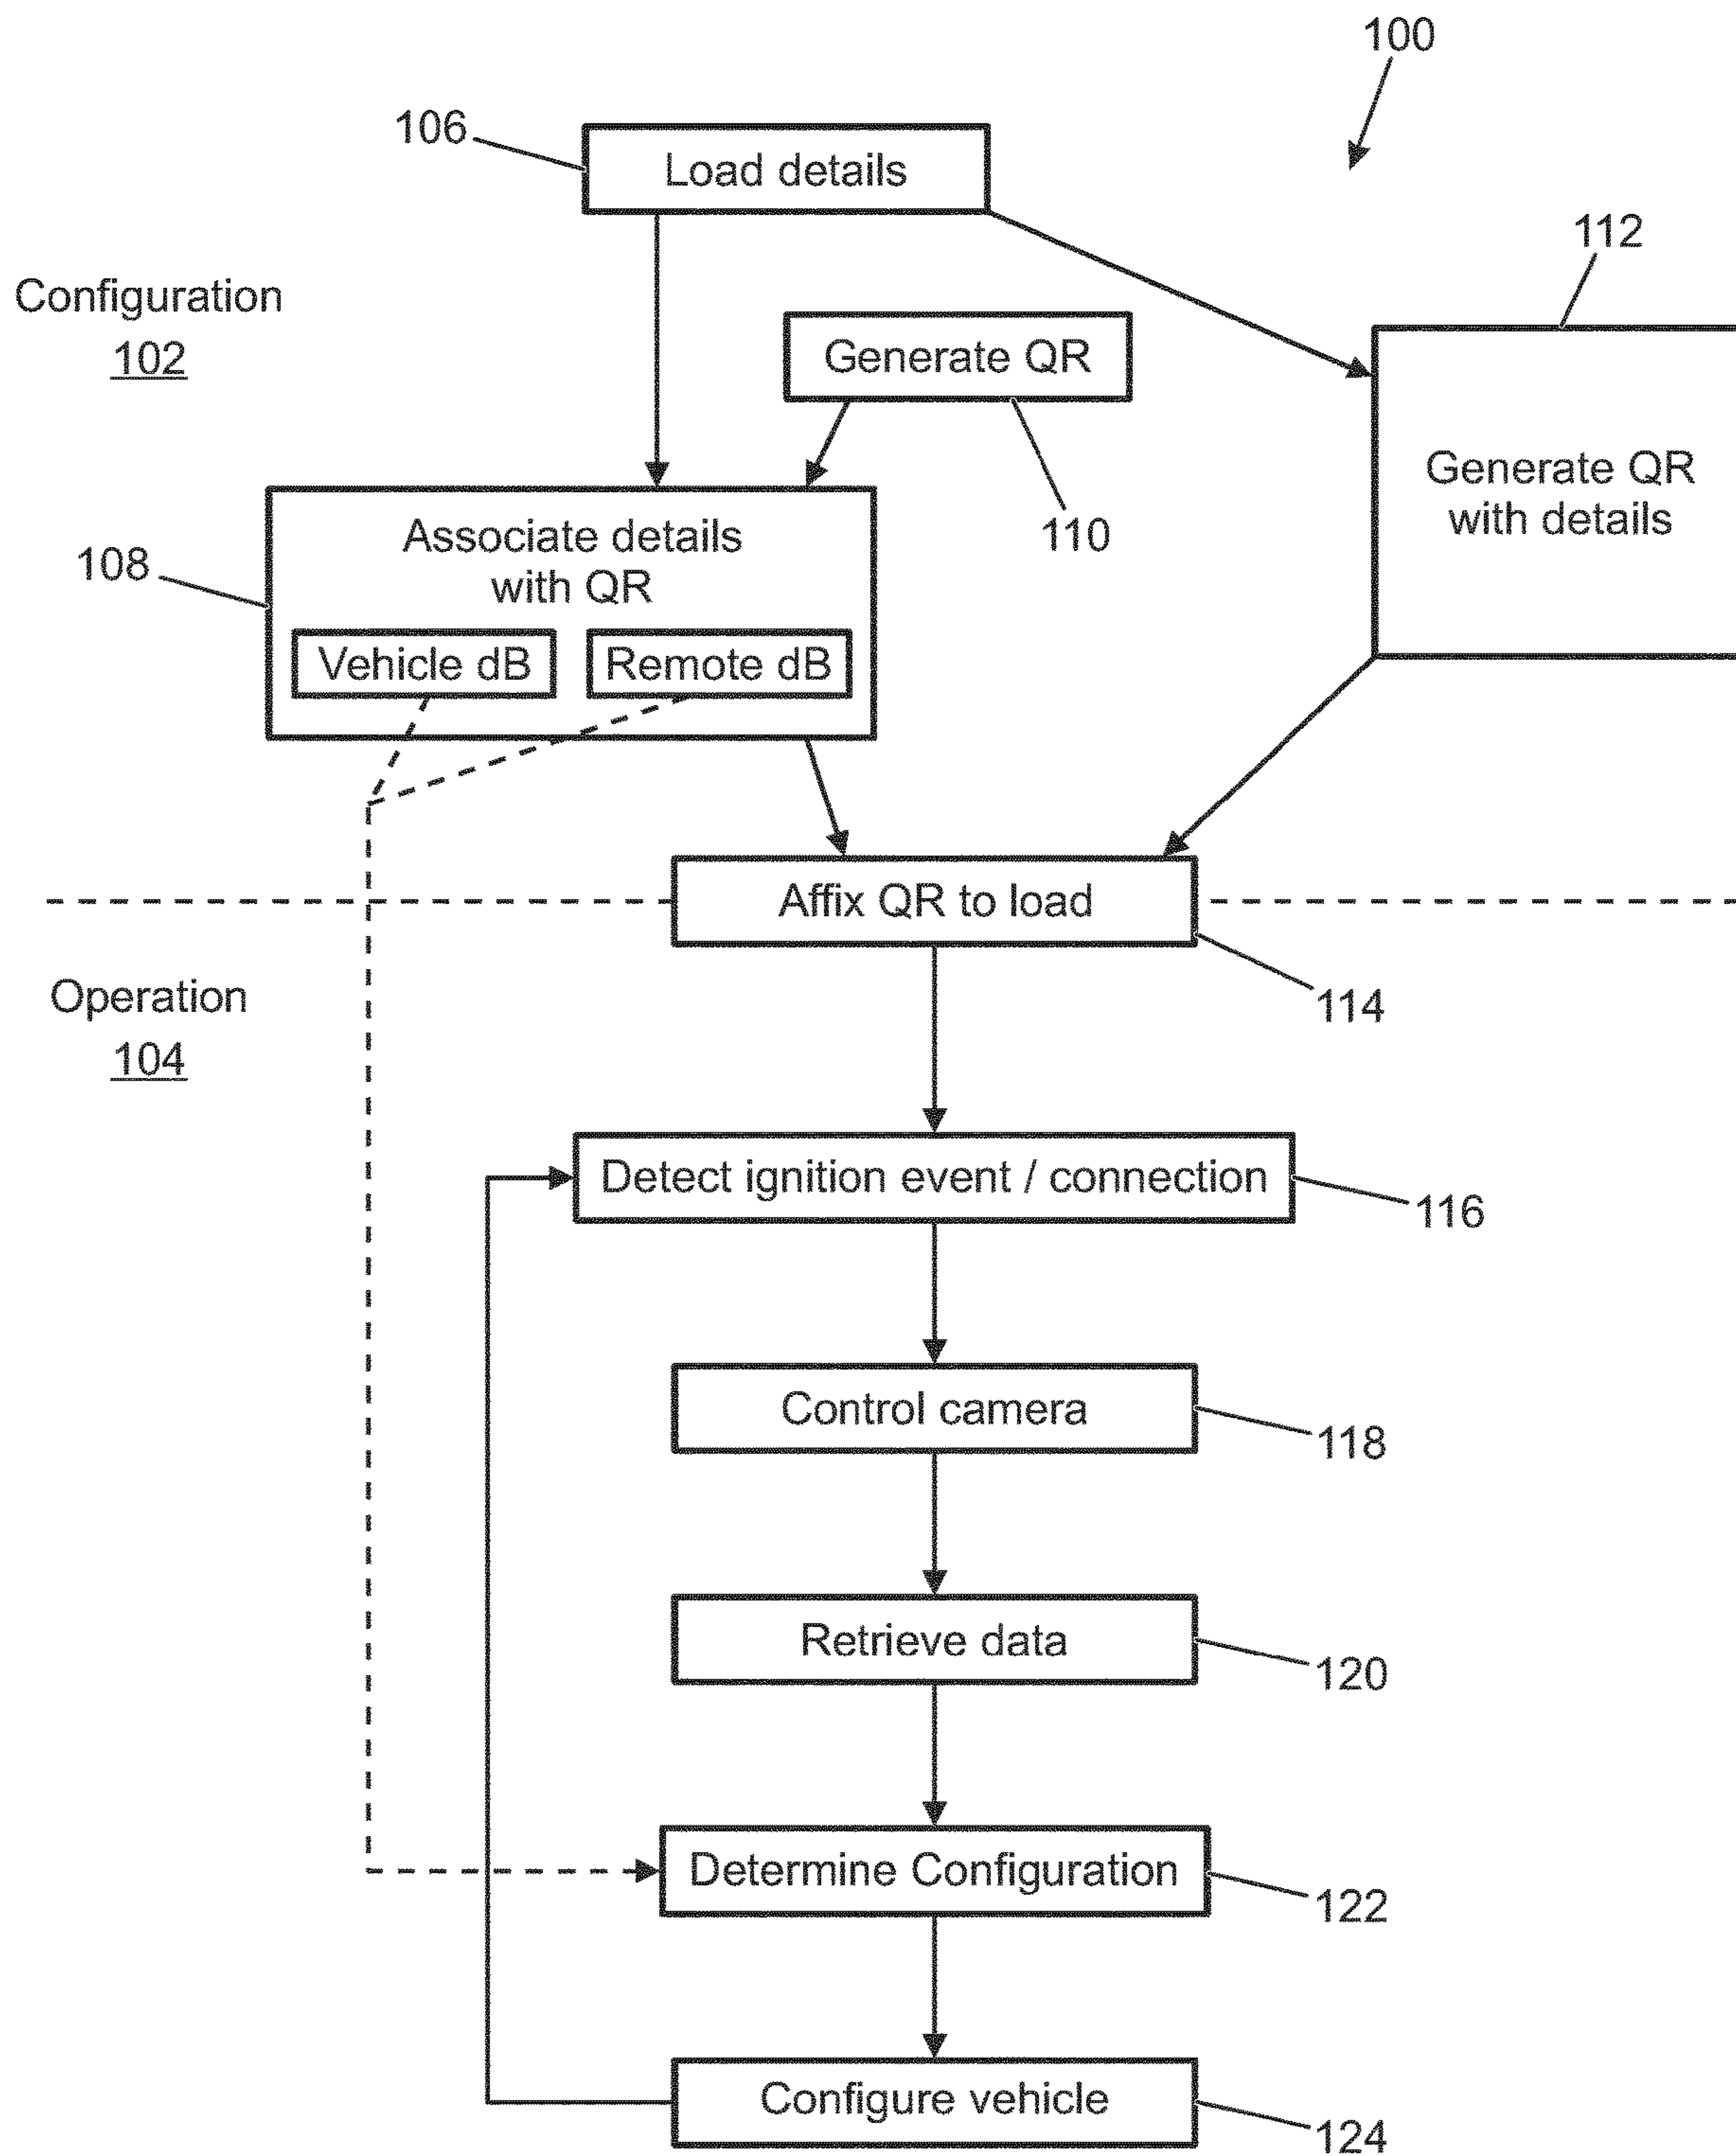 100
106
Load details
112
Configuration
102
Generate QR
110
Generate QR
with details
108
Associate details
with QR
Vehicle dB
Remote dB
Affix QR to load
114
Operation
104
Detect ignition event / connection
116
Control camera
118
Retrieve data
120
Determine Configuration
122
Configure vehicle
124